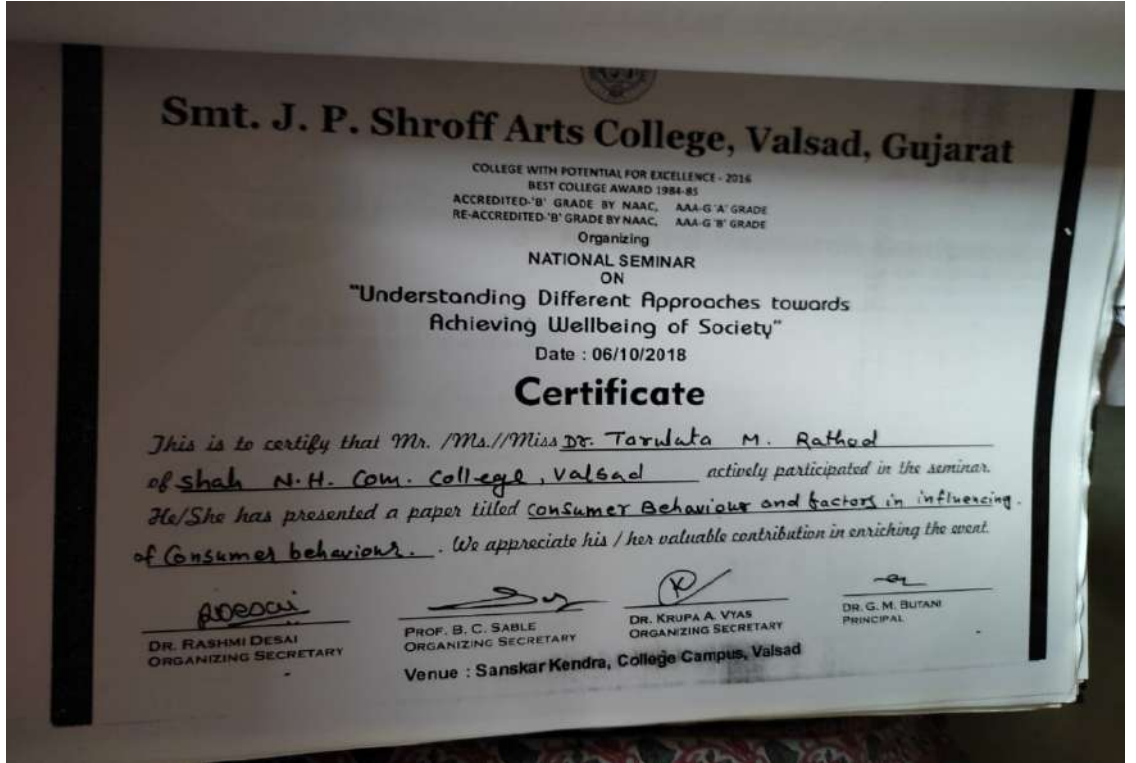 Smt. J. P. Shroff Arts College, Valsad, Gujarat
COLLEGE WITH POTENTIAL FOR EXCELLENCE - 2016
BEST COLLEGE AWARD 1984-85
ACCREDITED-'B' GRADE BY NAAC, AAA-G 'A' GRADE
RE-ACCREDITED-'B' GRADE BY NAAC, AAA-G 'B' GRADE
Organizing
NATIONAL SEMINAR
ON
"Understanding Different Approaches towards
Achieving Wellbeing of Society"
Date : 06/10/2018
Certificate
This is to certify that Mr. /Ms.//Miss Dr. Tarulata M. Rathod
of Shah N.H. Com. College, Valsad actively participated in the seminar.
He/She has presented a paper titled Consumer Behaviour and factors in influencing.
of Consumer behaviour. . We appreciate his / her valuable contribution in enriching the event.
DR. RASHMI DESAI PROF. B. C. SABLE DR. KRUPA A. VYAS DR. G. M. BUTANI
ORGANIZING SECRETARY ORGANIZING SECRETARY ORGANIZING SECRETARY PRINCIPAL
Venue : Sanskar Kendra, College Campus, Valsad